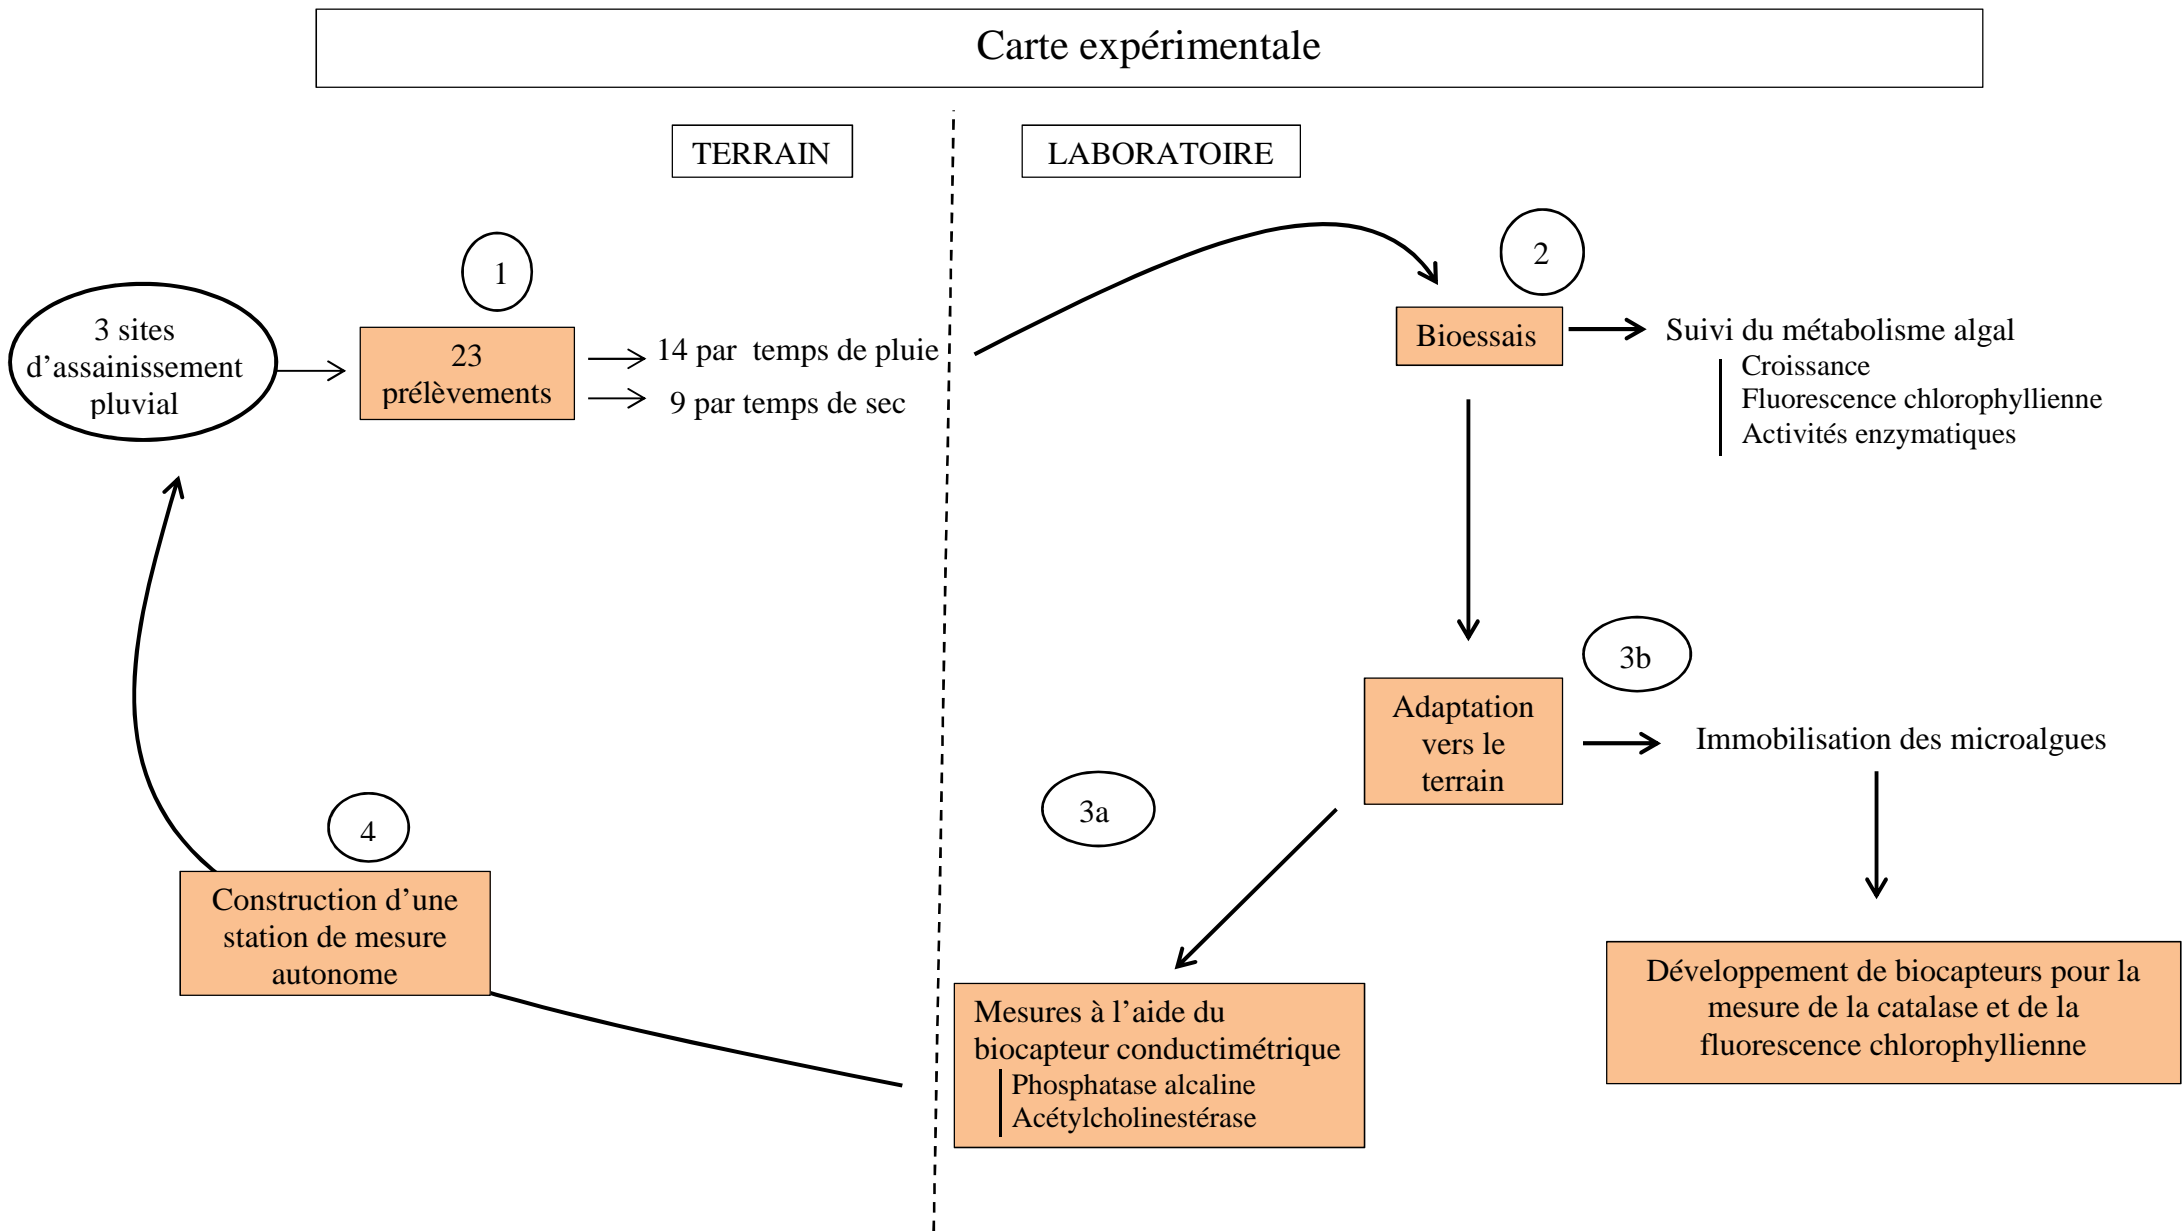 Carte expérimentale
TERRAIN
LABORATOIRE
1
2
3 sites
d’assainissement
pluvial
23
prélèvements
14 par temps de pluie
9 par temps de sec
Bioessais
Suivi du métabolisme algal
Croissance
Fluorescence chlorophyllienne
Activités enzymatiques
3b
Adaptation
vers le
terrain
Immobilisation des microalgues
3a
4
Construction d’une
station de mesure
autonome
Mesures à l’aide du
biocapteur conductimétrique
Phosphatase alcaline
Acétylcholinestérase
Développement de biocapteurs pour la
mesure de la catalase et de la
fluorescence chlorophyllienne